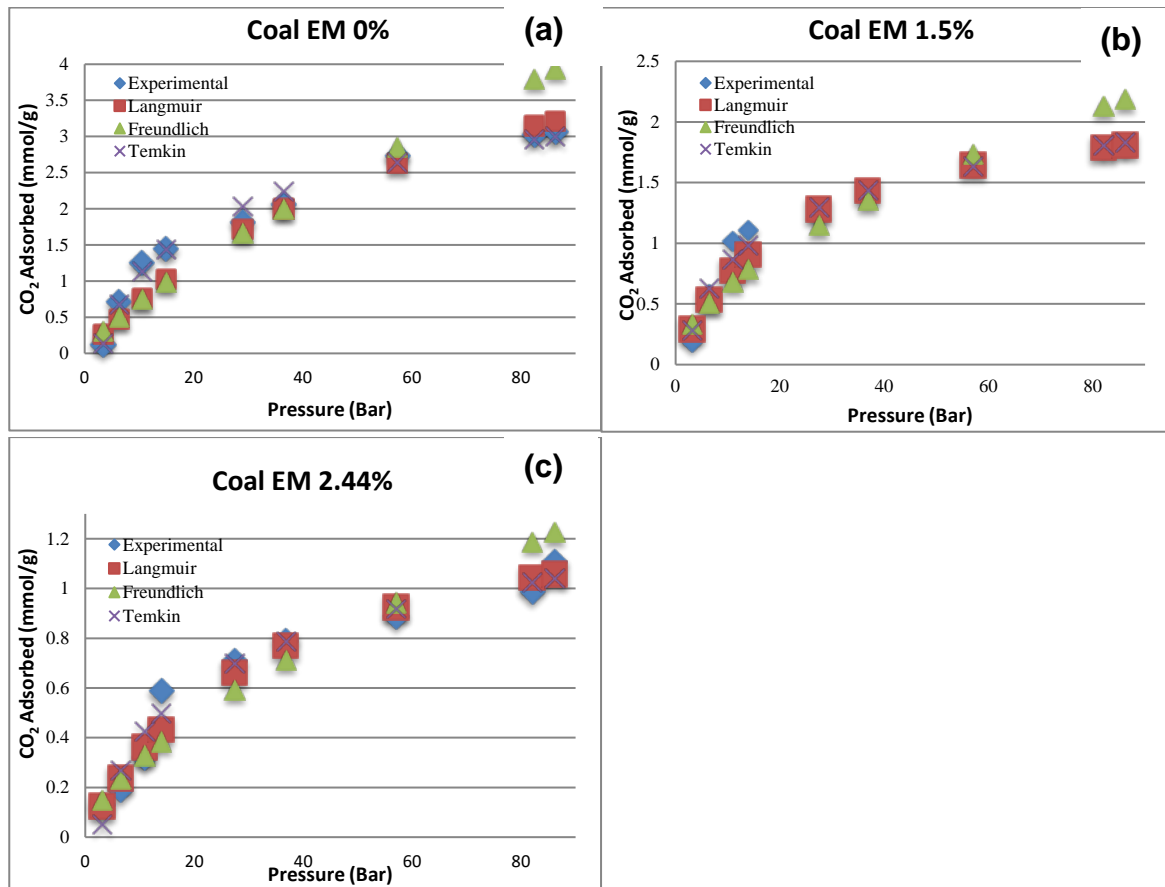 Coal EM 0%
(a)
4
3.5
3
2.5
2
1.5
1
0.5
0
CO₂ Adsorbed (mmol/g)
Experimental
Langmuir
Freundlich
Temkin
0 20 40 60 80
Pressure (Bar)
Coal EM 1.5%
(b)
2.5
2
1.5
1
0.5
0
CO₂ Adsorbed (mmol/g)
Experimental
Langmuir
Freundlich
Temkin
0 20 40 60 80
Pressure (Bar)
Coal EM 2.44%
(c)
1.2
1
0.8
0.6
0.4
0.2
0
CO₂ Adsorbed (mmol/g)
Experimental
Langmuir
Freundlich
Temkin
0 20 40 60 80
Pressure (Bar)